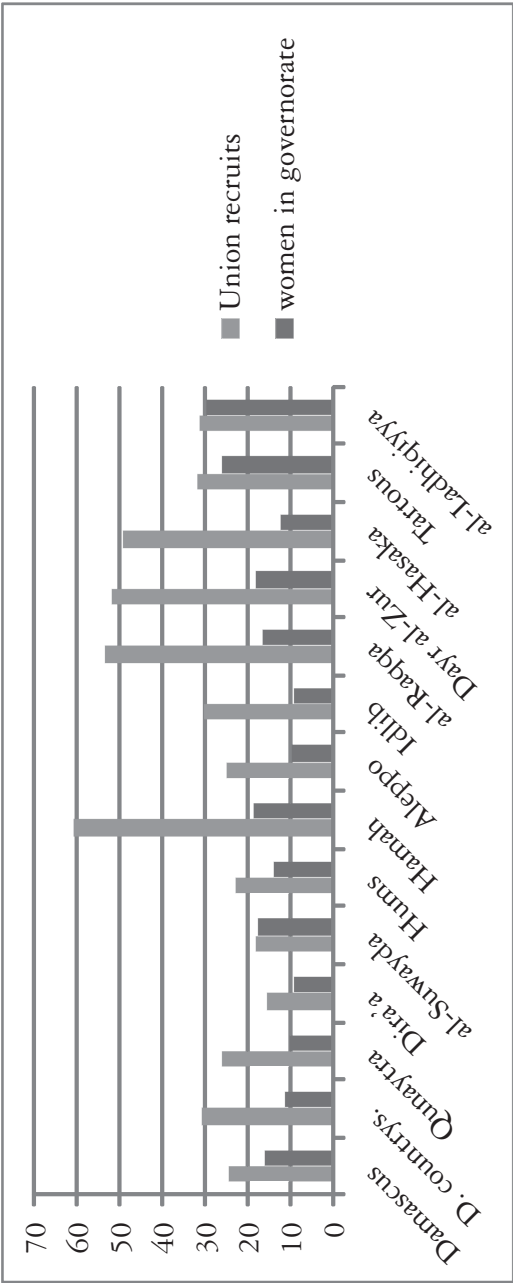 70
60
50
40
30
20
10
0
Damascus
D. countrys.
Qunaytra
Dira’a
al-Suwayda
Hums
Hamah
Aleppo
Idlib
al-Raqqa
Dayr al-Zur
al-Hasaka
Tartous
al-Ladhiqiyya
Union recruits
women in governorate